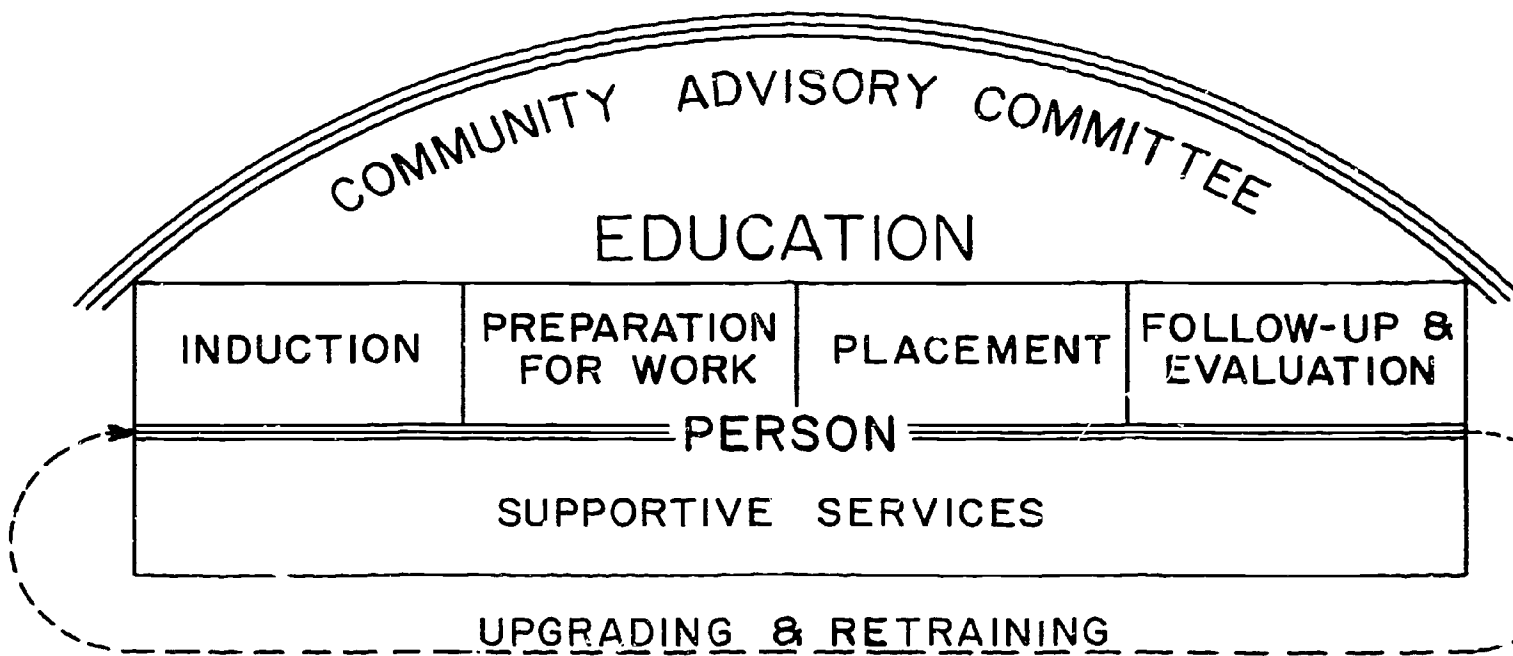 COMMUNITY ADVISORY COMMITTEE
EDUCATION
INDUCTION
PREPARATION
FOR WORK
PLACEMENT
FOLLOW-UP &
EVALUATION
PERSON
SUPPORTIVE SERVICES
UPGRADING & RETRAINING